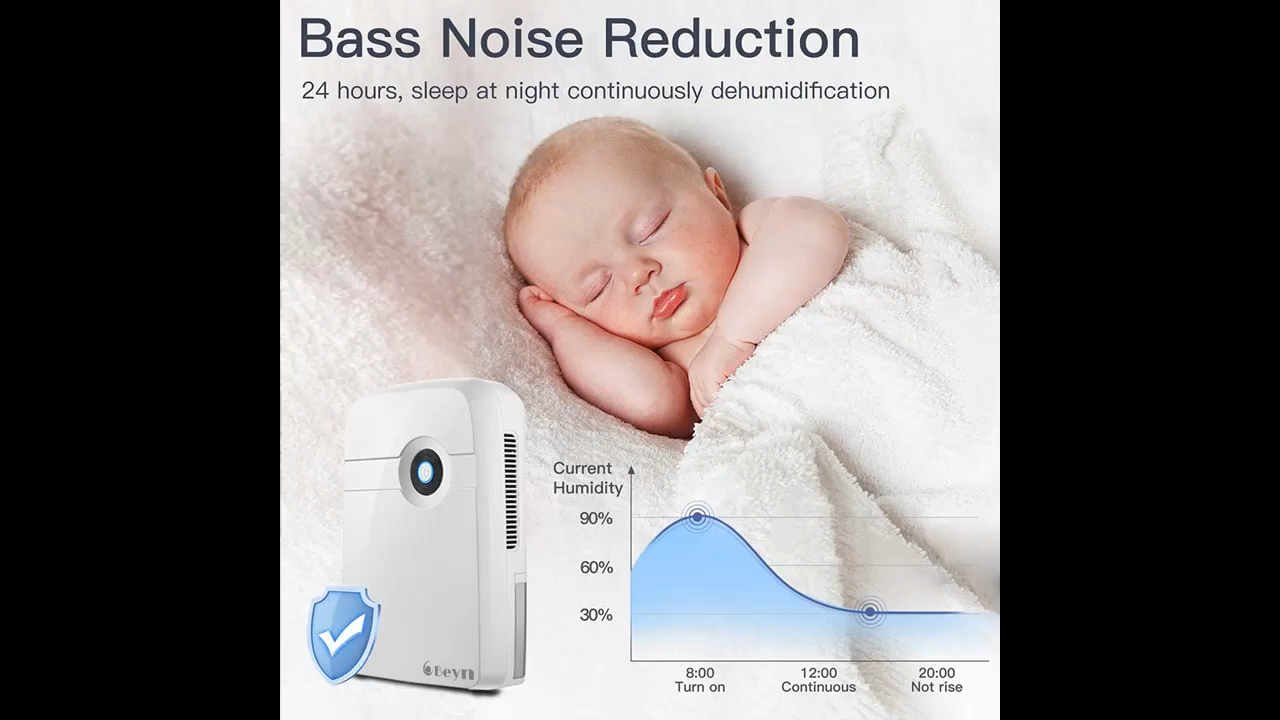 Bass Noise Reduction
24 hours, sleep at night continuously dehumidification
Current
Humidity
90%
60%
30%
8:00
Turn on
12:00
Continuous
20:00
Not rise
Beyn